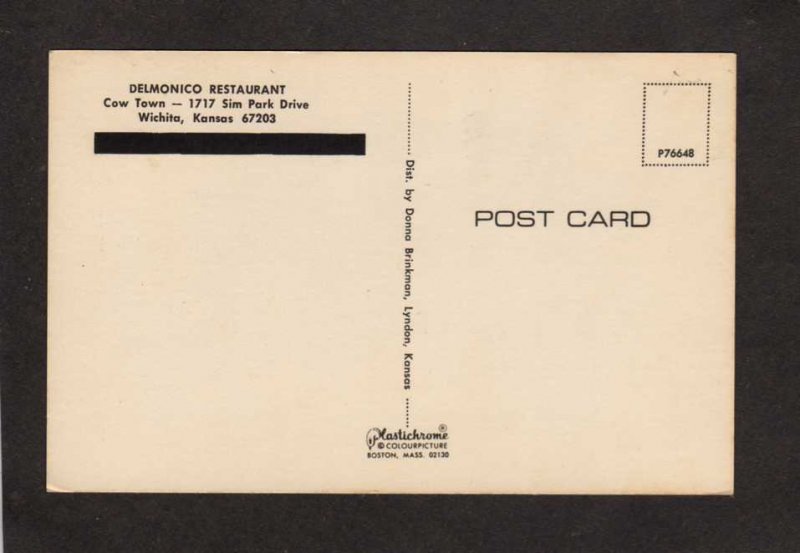 DELMONICO RESTAURANT
Cow Town — 1717 Sim Park Drive
Wichita, Kansas 67203
P76648
POST CARD
Dist. by Donna Brinkman, Lyndon, Kansas
Plastichrome®
© COLOURPICTURE
BOSTON, MASS. 02130